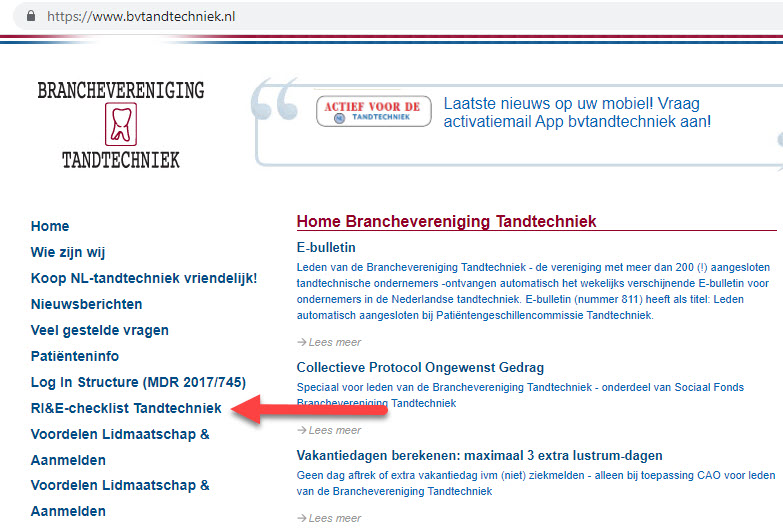 https://www.bvtandtechniek.nl
BRANCHEVERENIGING
TANDTECHNIEK
ACTIEF VOOR DE
NL TANDTECHNIEK
Laatste nieuws op uw mobiel! Vraag
activatiemail App bvtandtechniek aan!
Home
Wie zijn wij
Koop NL-tandtechniek vriendelijk!
Nieuwsberichten
Veel gestelde vragen
Patiënteninfo
Log In Structure (MDR 2017/745)
RI&E-checklist Tandtechniek
Voordelen Lidmaatschap &
Aanmelden
Voordelen Lidmaatschap &
Aanmelden
Home Branchevereniging Tandtechniek
E-bulletin
Leden van de Branchevereniging Tandtechniek - de vereniging met meer dan 200 (!) aangesloten
tandtechnische ondernemers -ontvangen automatisch het wekelijks verschijnende E-bulletin voor
ondernemers in de Nederlandse tandtechniek. E-bulletin (nummer 811) heeft als titel: Leden
automatisch aangesloten bij Patiëntengeschillencommissie Tandtechniek.
Lees meer
Collectieve Protocol Ongewenst Gedrag
Speciaal voor leden van de Branchevereniging Tandtechniek - onderdeel van Sociaal Fonds
Branchevereniging Tandtechniek
Lees meer
Vakantiedagen berekenen: maximaal 3 extra lustrum-dagen
Geen dag aftrek of extra vakantiedag ivm (niet) ziekmelden - alleen bij toepassing CAO voor leden
van de Branchevereniging Tandtechniek
Lees meer